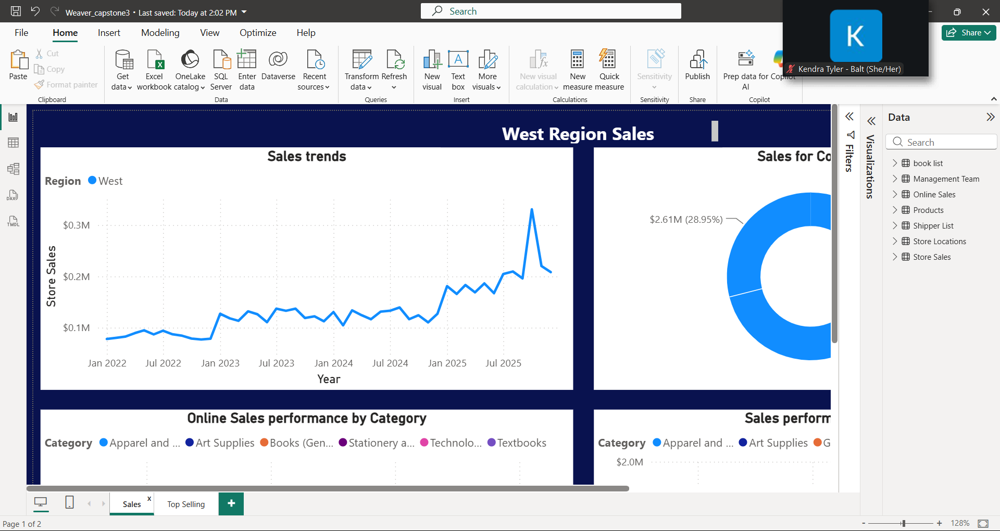 Weaver_capstone3 • Last saved: Today at 2:02 PM
Search
K
Kendra Tyler - Balt (She/Her)
File Home Insert Modeling View Optimize Help
Share
Paste
Cut
Copy
Format painter
Clipboard
Get data
Excel workbook
OneLake catalog
SQL Server
Enter data
Dataverse
Recent sources
Data
Transform data
Refresh
Queries
New visual
Text box
More visuals
Insert
New visual calculation
New measure
Quick measure
Calculations
Sensitivity
Sensitivity
Publish
Share
Prep data for AI
Copilot
Copilot
DAX
TMDL
West Region Sales
Sales trends
Region West
Store Sales
$0.3M
$0.2M
$0.1M
Jan 2022 Jul 2022 Jan 2023 Jul 2023 Jan 2024 Jul 2024 Jan 2025 Jul 2025
Year
Sales for Co
$2.61M (28.95%)
Online Sales performance by Category
Category Apparel and ... Art Supplies Books (Gen... Stationery a... Technolo... Textbooks
Sales perform
Category Apparel and ... Art Supplies G
$2.0M
Filters
Visualizations
Data
Search
book list
Management Team
Online Sales
Products
Shipper List
Store Locations
Store Sales
Sales x
Top Selling
+
Page 1 of 2
- + 128%